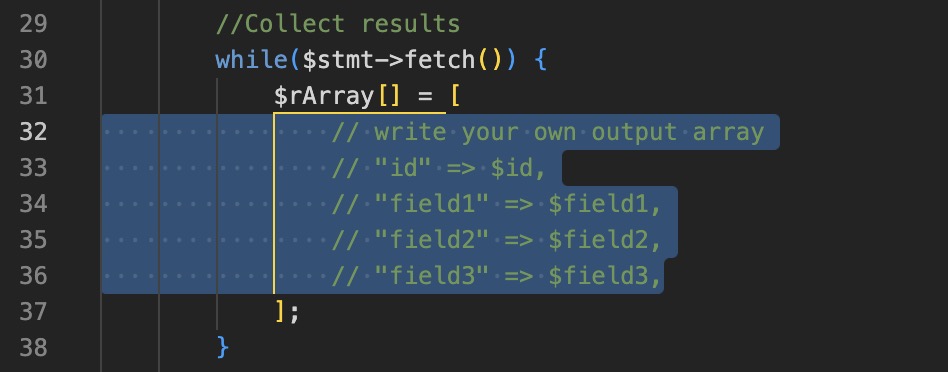 29 //Collect results
30 while($stmt->fetch()) {
31 $rArray[] = [
32 // write your own output array
33 // "id" => $id,
34 // "field1" => $field1,
35 // "field2" => $field2,
36 // "field3" => $field3,
37 ];
38 }